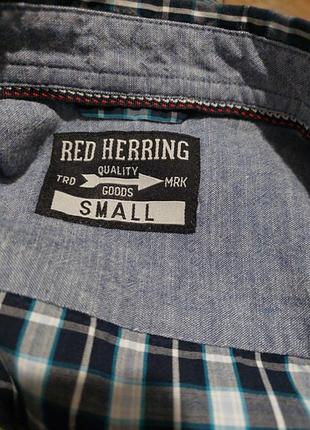 RED HERRING
QUALITY
TRD MRK
GOODS
SMALL